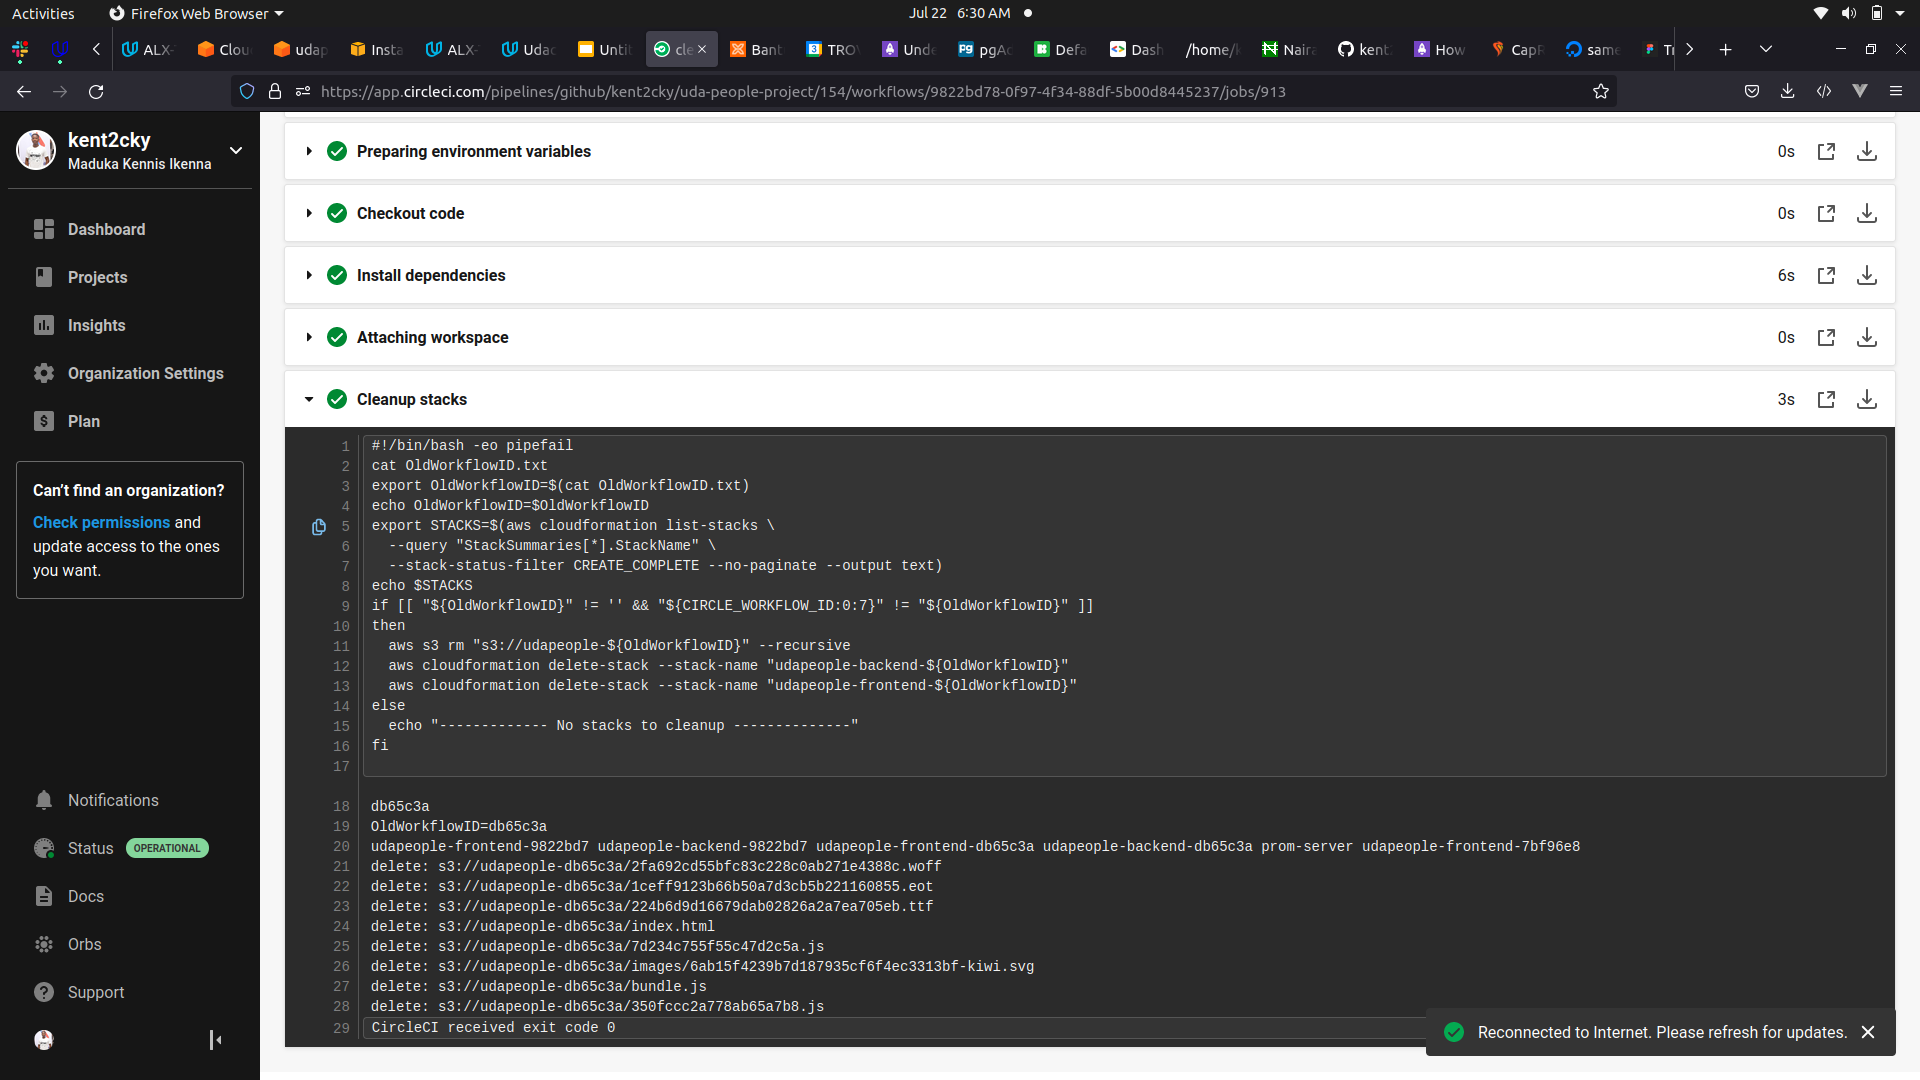 Activities
Firefox Web Browser
Jul 22 6:30 AM
ALX-
Clou
udap
Insta
ALX-
Udac
Untit
cle
Bant
TRO
Unde
pgAd
Defa
Dash
/home/k
Naira
kent
How
CapR
same
Tr
https://app.circleci.com/pipelines/github/kent2cky/uda-people-project/154/workflows/9822bd78-0f97-4f34-88df-5b00d8445237/jobs/913
kent2cky
Maduka Kennis Ikenna
Dashboard
Projects
Insights
Organization Settings
Plan
Can't find an organization?
Check permissions and
update access to the ones
you want.
Notifications
Status OPERATIONAL
Docs
Orbs
Support
Preparing environment variables 0s
Checkout code 0s
Install dependencies 6s
Attaching workspace 0s
Cleanup stacks 3s
1 #!/bin/bash -eo pipefail
2 cat OldWorkflowID.txt
3 export OldWorkflowID=$(cat OldWorkflowID.txt)
4 echo OldWorkflowID=$OldWorkflowID
5 export STACKS=$(aws cloudformation list-stacks \
6 --query "StackSummaries[*].StackName" \
7 --stack-status-filter CREATE_COMPLETE --no-paginate --output text)
8 echo $STACKS
9 if [[ "${OldWorkflowID}" != '' && "${CIRCLE_WORKFLOW_ID:0:7}" != "${OldWorkflowID}" ]]
10 then
11 aws s3 rm "s3://udapeople-${OldWorkflowID}" --recursive
12 aws cloudformation delete-stack --stack-name "udapeople-backend-${OldWorkflowID}"
13 aws cloudformation delete-stack --stack-name "udapeople-frontend-${OldWorkflowID}"
14 else
15 echo "------------- No stacks to cleanup --------------"
16 fi
17
18 db65c3a
19 OldWorkflowID=db65c3a
20 udapeople-frontend-9822bd7 udapeople-backend-9822bd7 udapeople-frontend-db65c3a udapeople-backend-db65c3a prom-server udapeople-frontend-7bf96e8
21 delete: s3://udapeople-db65c3a/2fa692cd55bfc83c228c0ab271e4388c.woff
22 delete: s3://udapeople-db65c3a/1ceff9123b66b50a7d3cb5b221160855.eot
23 delete: s3://udapeople-db65c3a/224b6d9d16679dab02826a2a7ea705eb.ttf
24 delete: s3://udapeople-db65c3a/index.html
25 delete: s3://udapeople-db65c3a/7d234c755f55c47d2c5a.js
26 delete: s3://udapeople-db65c3a/images/6ab15f4239b7d187935cf6f4ec3313bf-kiwi.svg
27 delete: s3://udapeople-db65c3a/bundle.js
28 delete: s3://udapeople-db65c3a/350fccc2a778ab65a7b8.js
29 CircleCI received exit code 0
Reconnected to Internet. Please refresh for updates.